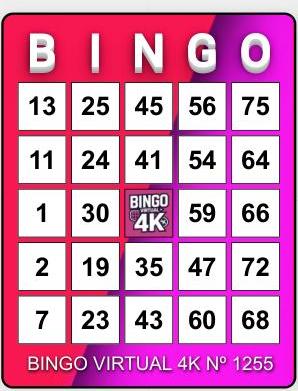 B I N G O
13 25 45 56 75
11 24 41 54 64
1 30 BINGO VIRTUAL 4K 59 66
2 19 35 47 72
7 23 43 60 68
BINGO VIRTUAL 4K Nº 1255